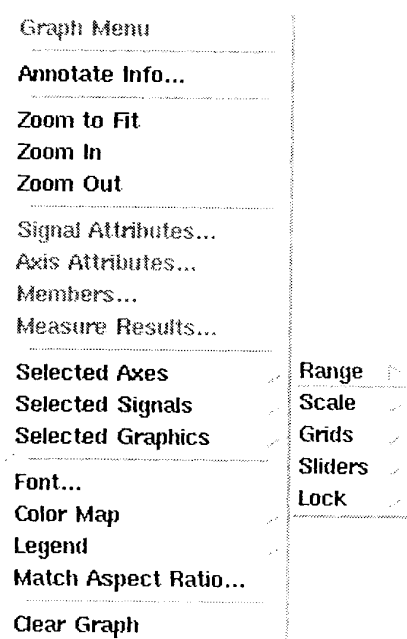 Graph Menu
Annotate Info...
Zoom to Fit
Zoom In
Zoom Out
Signal Attributes...
Axis Attributes...
Members...
Measure Results...
Selected Axes
Selected Signals
Selected Graphics
Font...
Color Map
Legend
Match Aspect Ratio...
Clear Graph
Range
Scale
Grids
Sliders
Lock